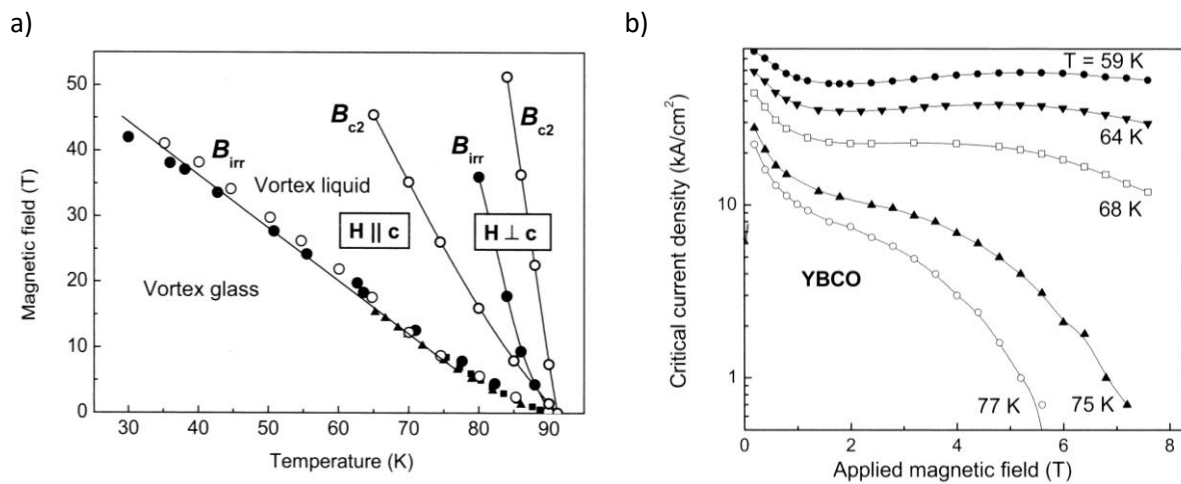 a)
50
40
30
20
10
0
Magnetic field (T)
B_irr
Vortex liquid
Vortex glass
B_c2
H || c
B_irr
B_c2
H ⊥ c
30 40 50 60 70 80 90
Temperature (K)
b)
Critical current density (kA/cm²)
10
1
T = 59 K
64 K
68 K
YBCO
77 K
75 K
0 2 4 6 8
Applied magnetic field (T)